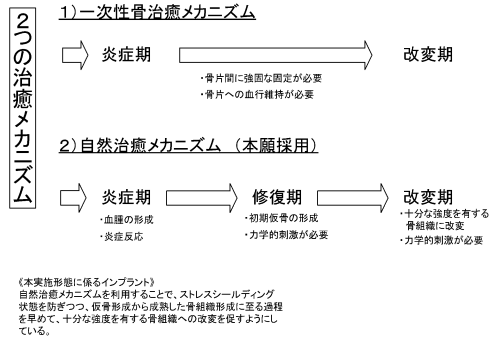 2つの治癒メカニズム
1）一次性骨治癒メカニズム
炎症期
改変期
・骨片間に強固な固定が必要
・骨片への血行維持が必要
2）自然治癒メカニズム （本願採用）
炎症期
修復期
改変期
・血腫の形成
・炎症反応
・初期仮骨の形成
・力学的刺激が必要
・十分な強度を有する
骨組織に改変
・力学的刺激が必要
《本実施形態に係るインプラント》
自然治癒メカニズムを利用することで、ストレスシールディング
状態を防ぎつつ、仮骨形成から成熟した骨組織形成に至る過程
を早めて、十分な強度を有する骨組織への改変を促すようにし
ている。